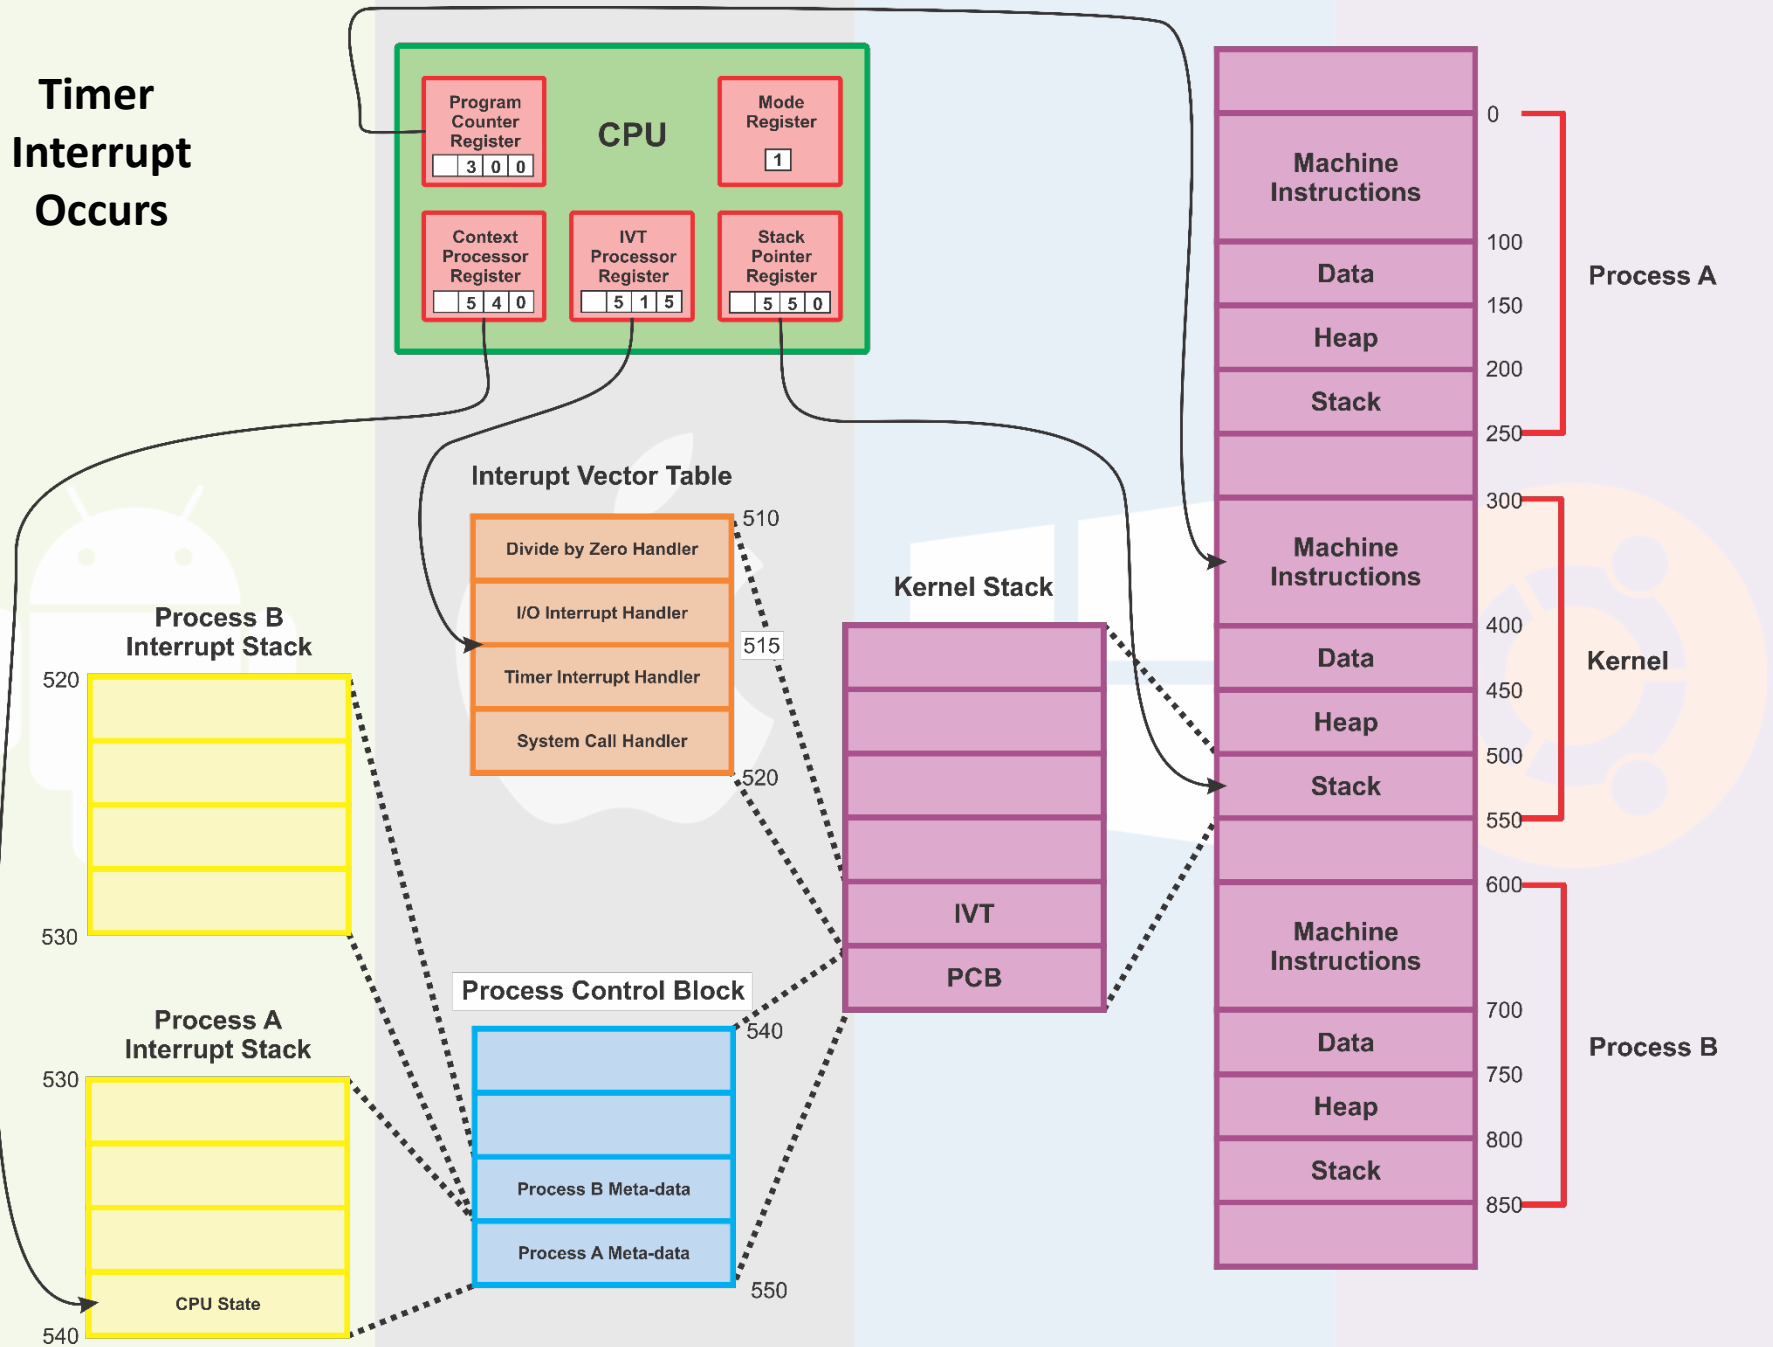 Timer
Interrupt
Occurs
Program
Counter
Register
3 0 0
CPU
Mode
Register
1
Context
Processor
Register
5 4 0
IVT
Processor
Register
5 1 5
Stack
Pointer
Register
5 5 0
Interupt Vector Table
510
Divide by Zero Handler
I/O Interrupt Handler
515
Timer Interrupt Handler
System Call Handler
520
Process B
Interrupt Stack
520
530
Process A
Interrupt Stack
530
CPU State
540
Process Control Block
540
Process B Meta-data
Process A Meta-data
550
Kernel Stack
IVT
PCB
0
Machine
Instructions
100
Data
150
Heap
200
Stack
250
Process A
300
Machine
Instructions
400
Data
450
Heap
500
Stack
550
Kernel
600
Machine
Instructions
700
Data
750
Heap
800
Stack
850
Process B